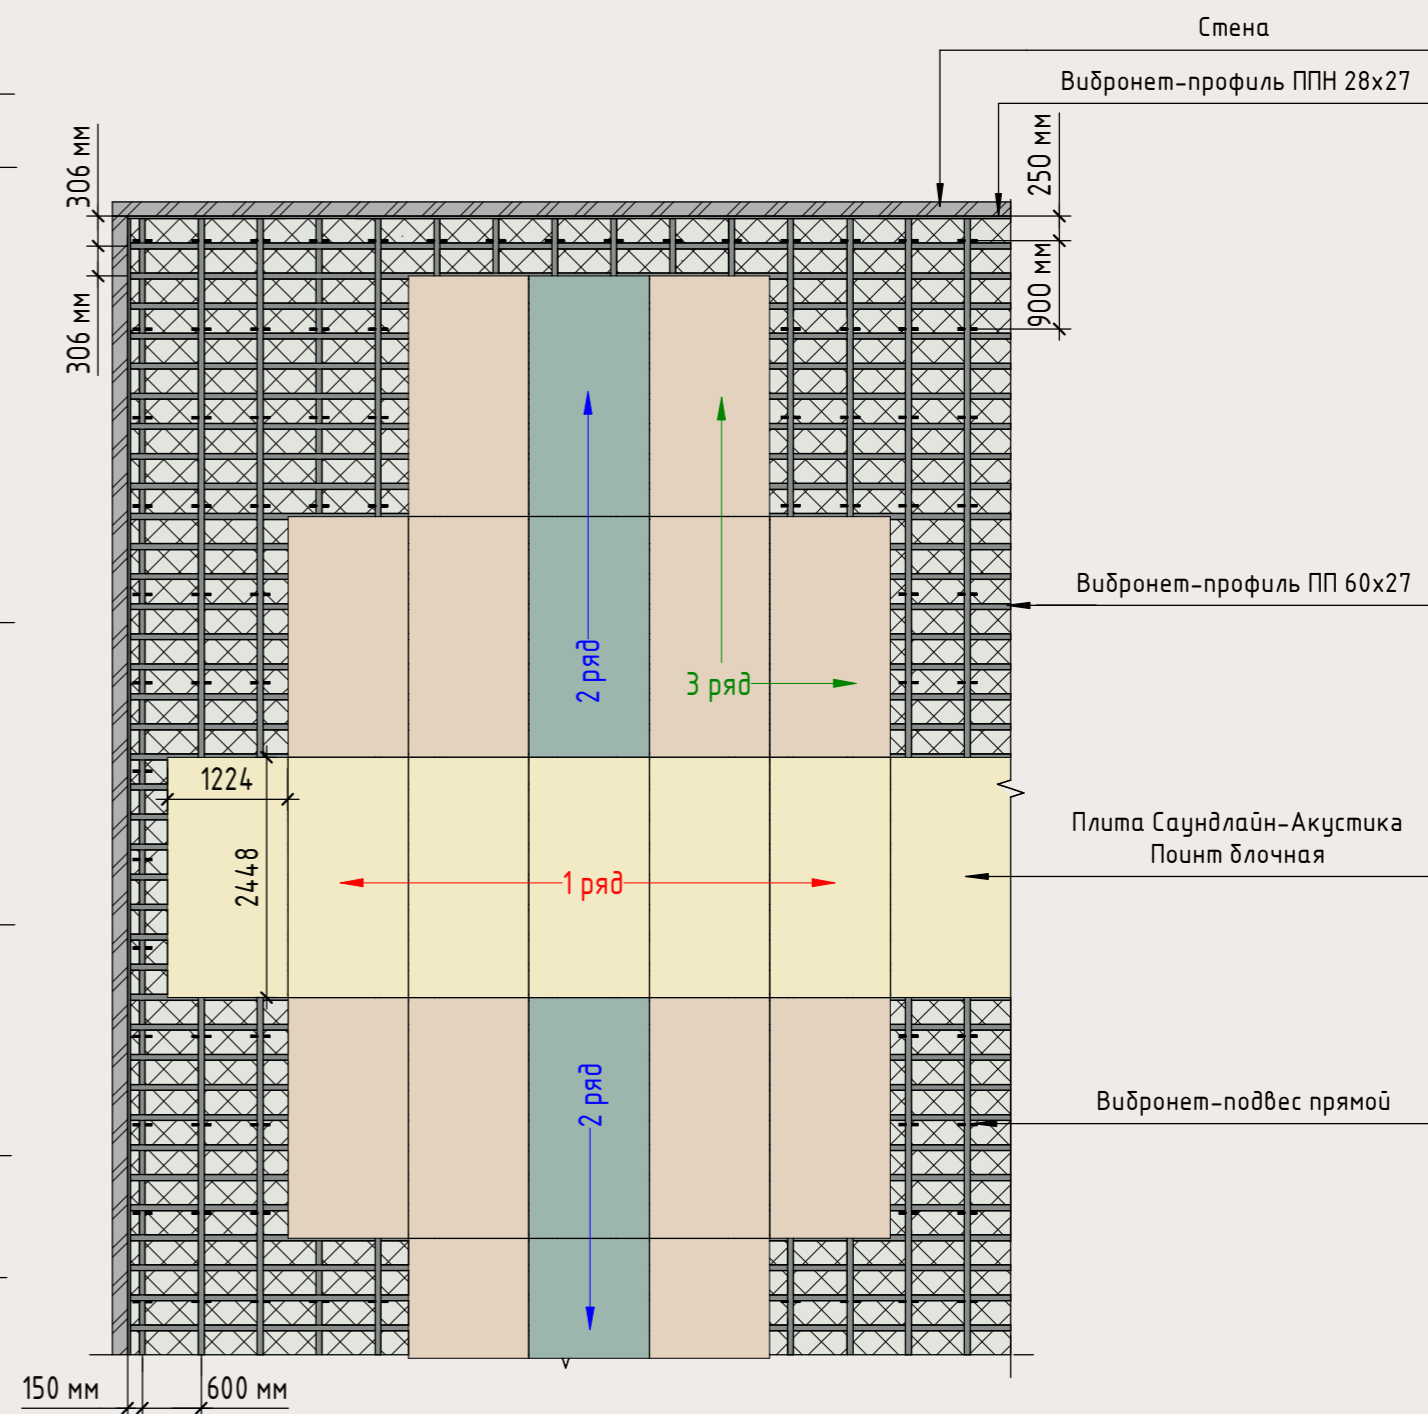 Стена
Вибронет-профиль ППН 28х27
306 мм
250 мм
306 мм
900 мм
Вибронет-профиль ПП 60х27
2 ряд
3 ряд
1224
2448
1 ряд
Плита Саундлайн-Акустика
Поинт блочная
2 ряд
Вибронет-подвес прямой
150 мм
600 мм